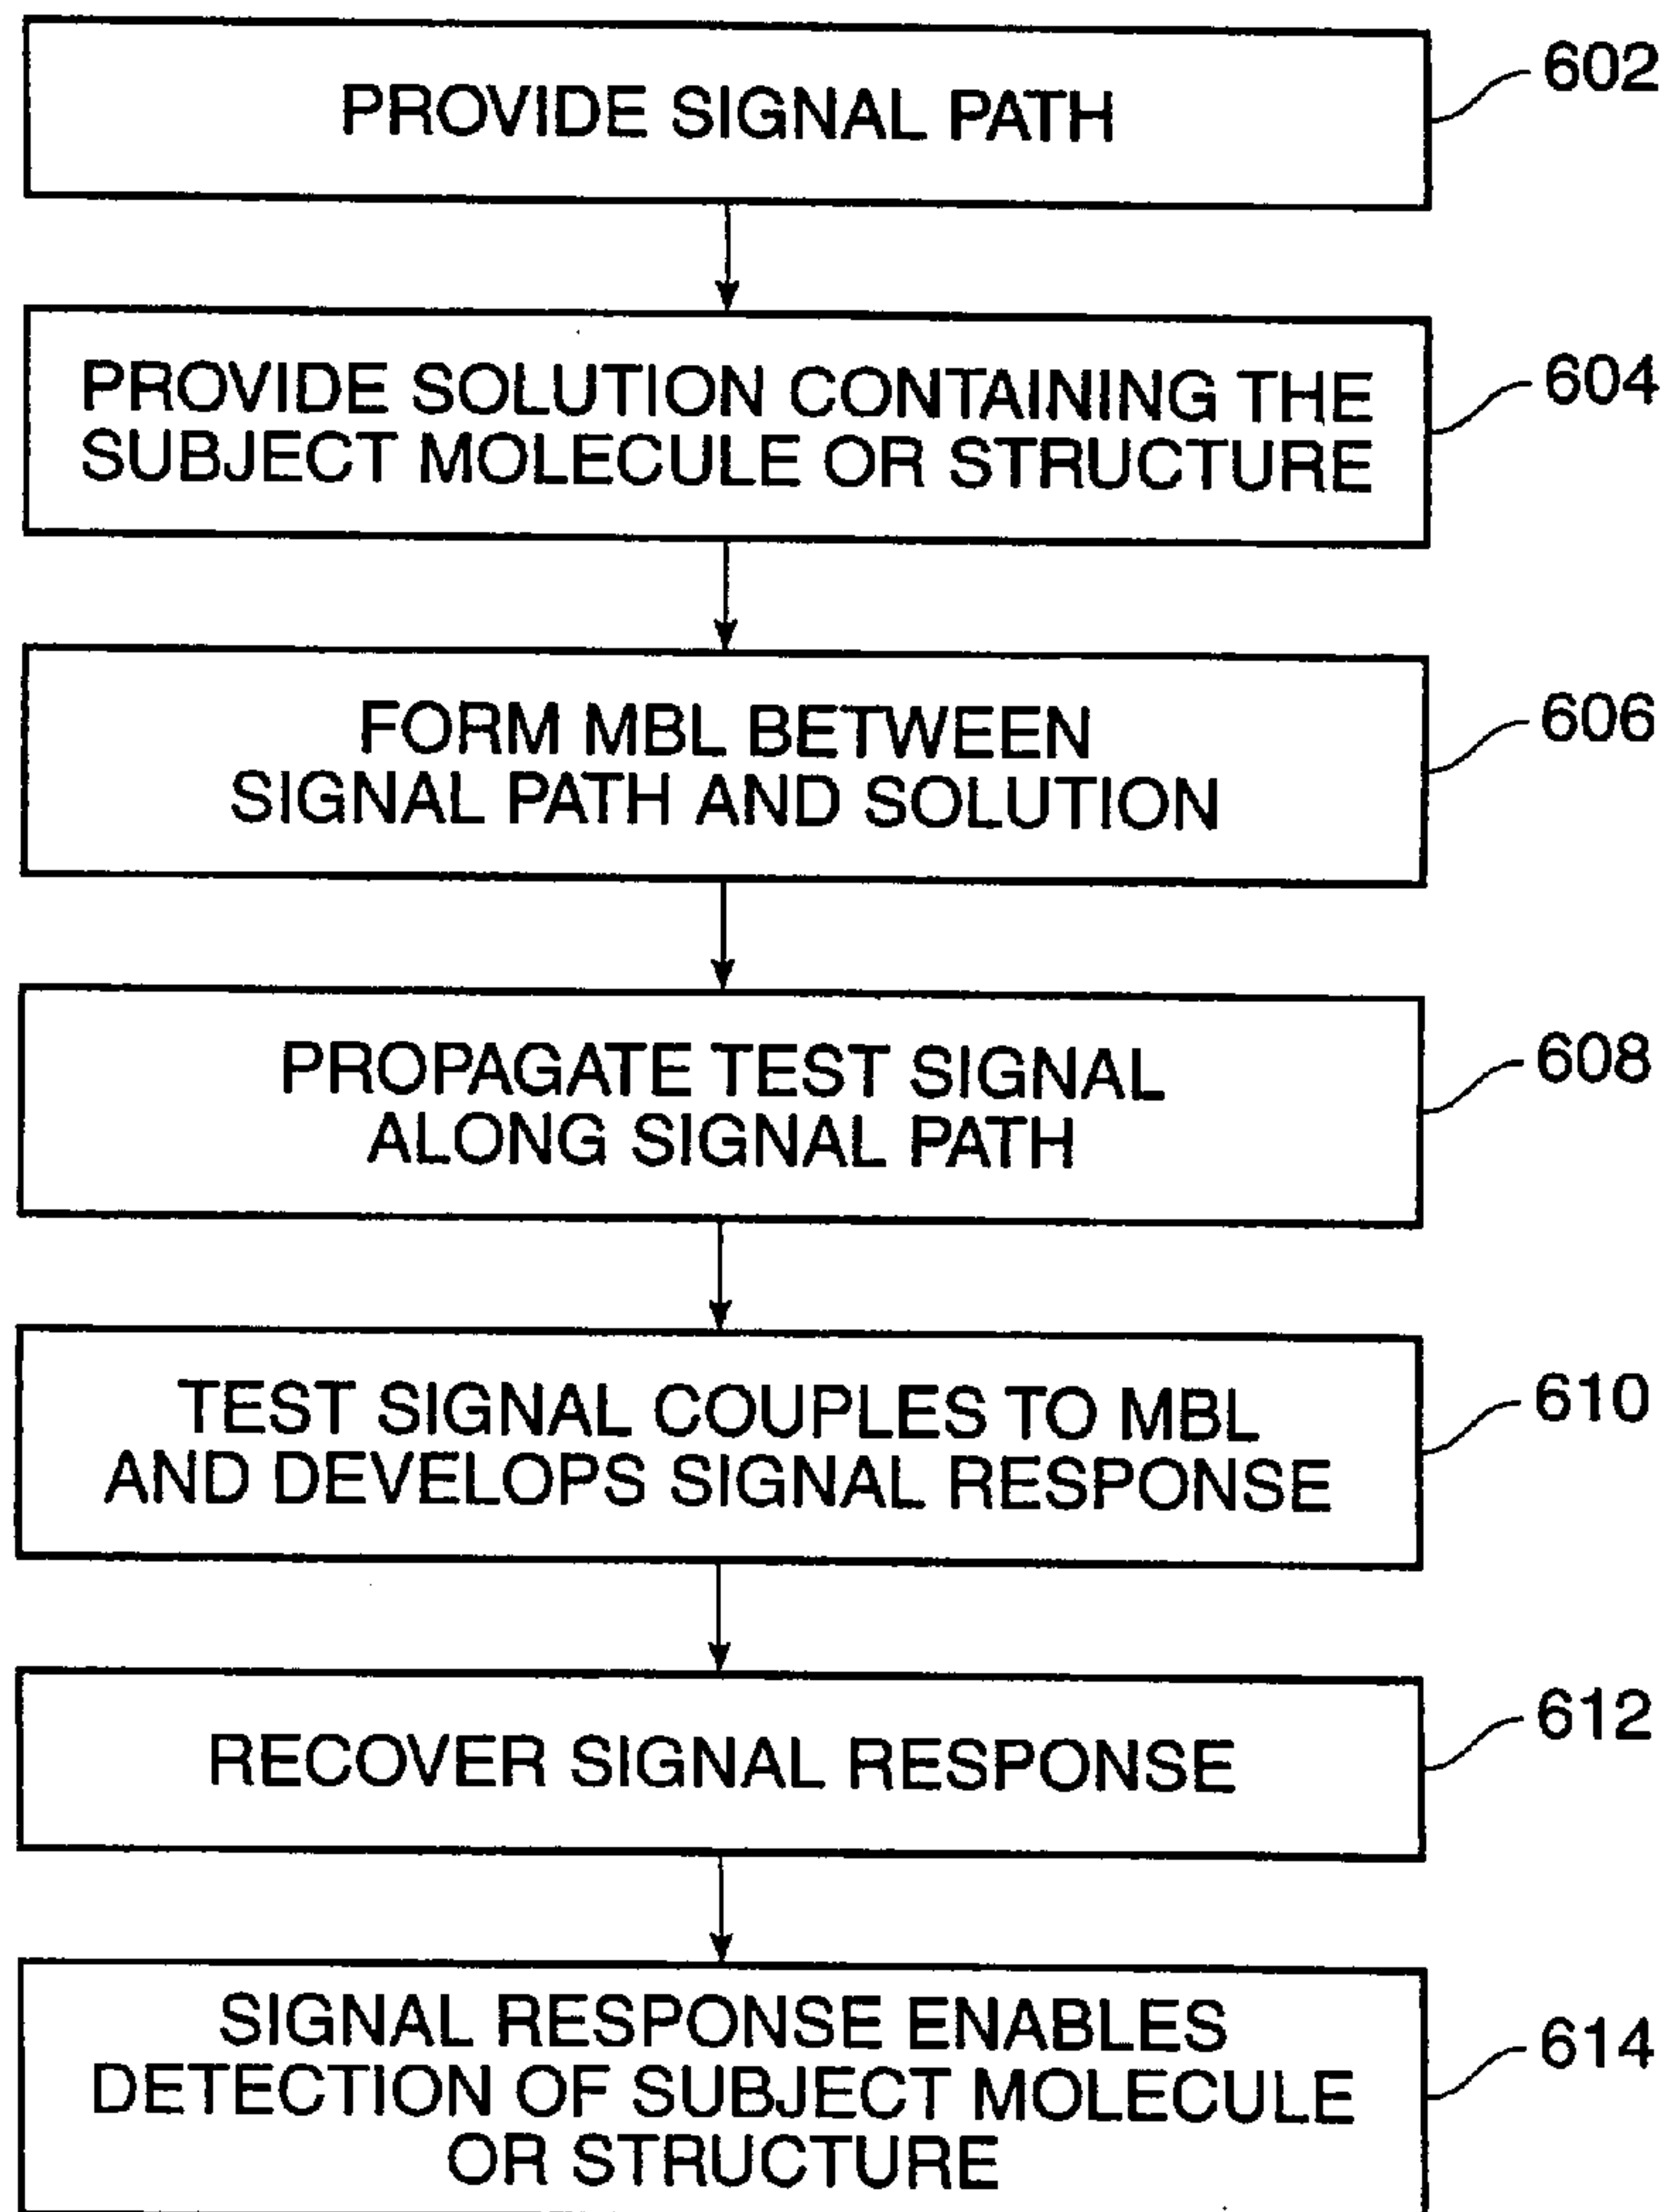 PROVIDE SIGNAL PATH
602
PROVIDE SOLUTION CONTAINING THE
SUBJECT MOLECULE OR STRUCTURE
604
FORM MBL BETWEEN
SIGNAL PATH AND SOLUTION
606
PROPAGATE TEST SIGNAL
ALONG SIGNAL PATH
608
TEST SIGNAL COUPLES TO MBL
AND DEVELOPS SIGNAL RESPONSE
610
RECOVER SIGNAL RESPONSE
612
SIGNAL RESPONSE ENABLES
DETECTION OF SUBJECT MOLECULE
OR STRUCTURE
614